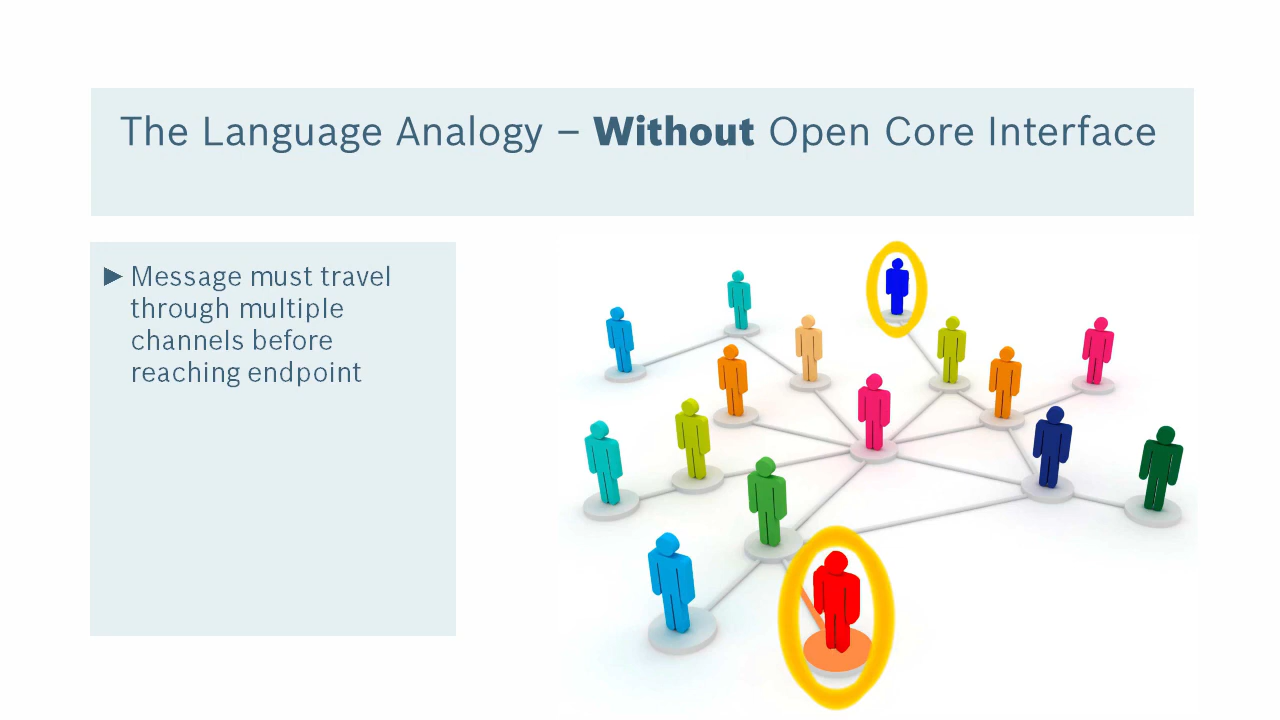 The Language Analogy – Without Open Core Interface
► Message must travel
through multiple
channels before
reaching endpoint